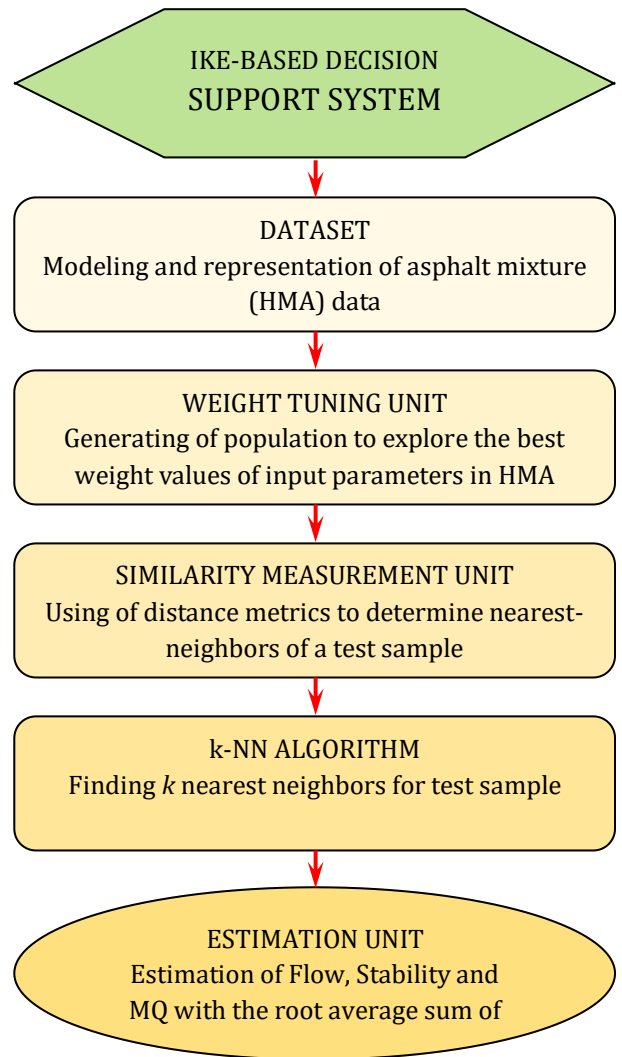 IKE-BASED DECISION
SUPPORT SYSTEM
DATASET
Modeling and representation of asphalt mixture
(HMA) data
WEIGHT TUNING UNIT
Generating of population to explore the best
weight values of input parameters in HMA
SIMILARITY MEASUREMENT UNIT
Using of distance metrics to determine nearest-
neighbors of a test sample
k-NN ALGORITHM
Finding k nearest neighbors for test sample
ESTIMATION UNIT
Estimation of Flow, Stability and
MQ with the root average sum of